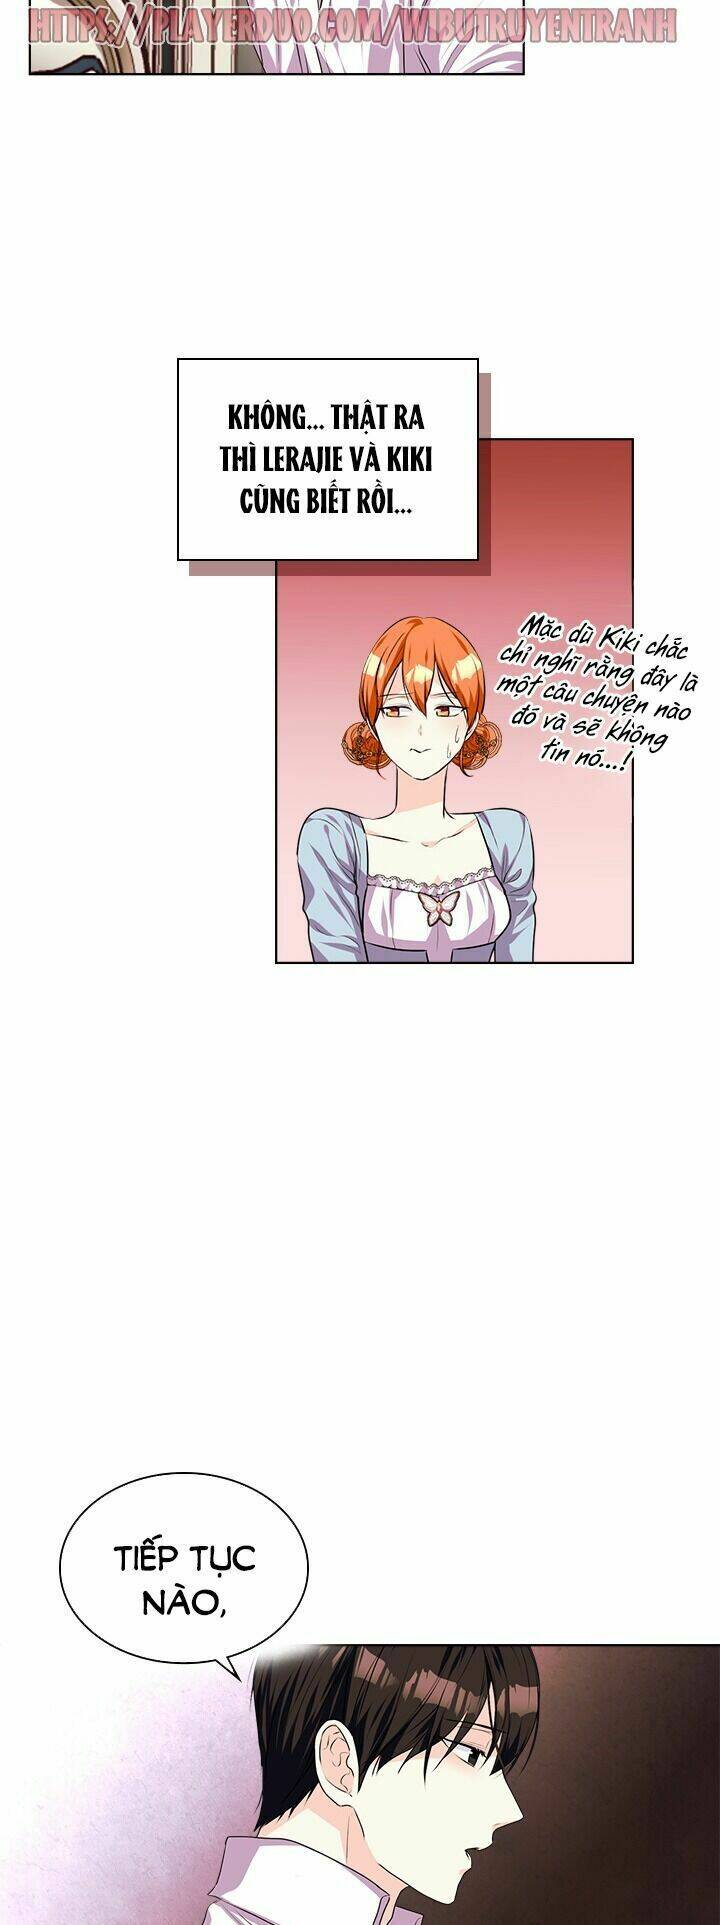 HTTPS://PLAYERDUO.COM/WIBUTRUYENTRANH
KHÔNG... THẬT RA
THÌ LERAJIE VÀ KIKI
CŨNG BIẾT RỒI...
Mặc dù Kiki chắc
chỉ nghĩ rằng đây là
một câu chuyện nào
đó và sẽ không
tin nó...!
TIẾP TỤC
NÀO,